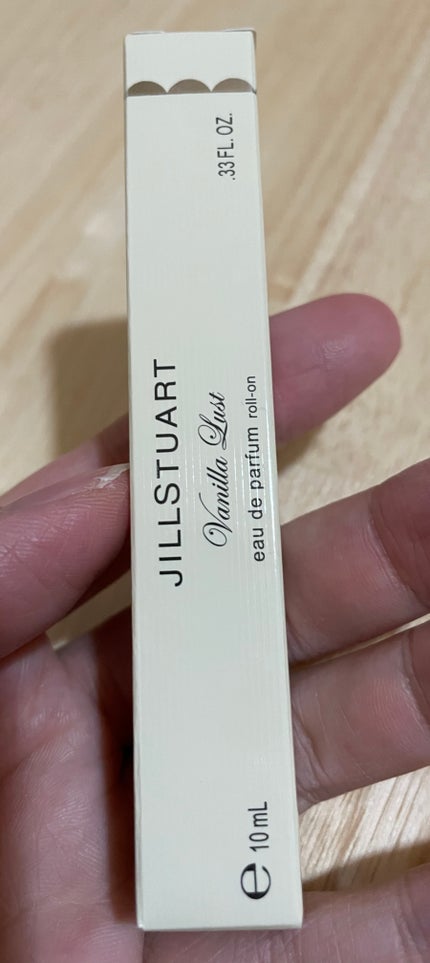 JILLSTUART
Vanilla Lust
eau de parfum roll-on
℮ 10 mL
.33 FL. OZ.